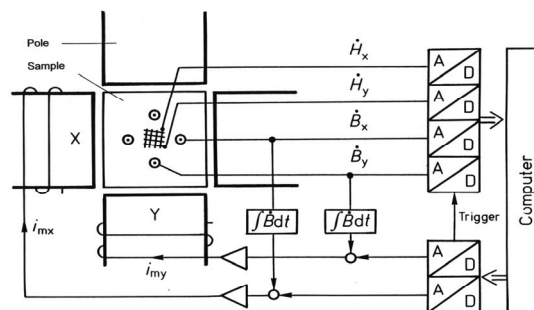 Pole
Sample
Ḣx
Ḣy
Ḃx
Ḃy
X
Y
∫Ḃdt
∫Ḃdt
imx
imy
A
D
A
D
A
D
A
D
Trigger
A
D
A
D
Computer